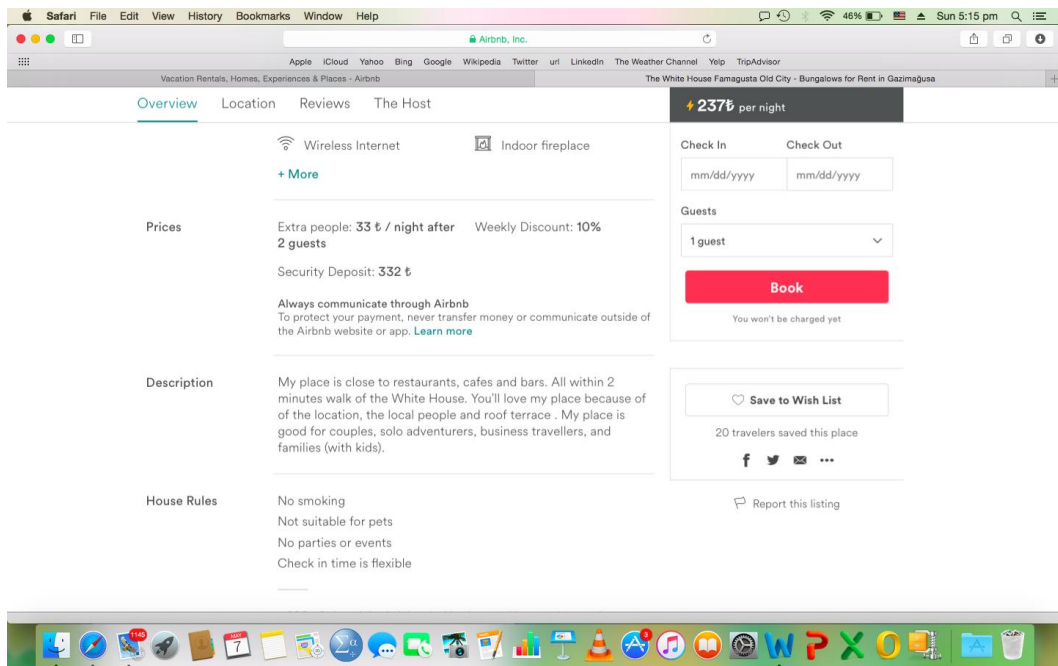 Safari File Edit View History Bookmarks Window Help 46% Sun 5:15 pm
Airbnb, Inc.
Apple iCloud Yahoo Bing Google Wikipedia Twitter url LinkedIn The Weather Channel Yelp TripAdvisor
Vacation Rentals, Homes, Experiences & Places - Airbnb The White House Famagusta Old City - Bungalows for Rent in Gazimağusa
Overview Location Reviews The Host
237₺ per night
Wireless Internet Indoor fireplace
+ More
Check In Check Out
mm/dd/yyyy mm/dd/yyyy
Guests
1 guest
Book
You won't be charged yet
Prices
Extra people: 33 ₺ / night after
2 guests
Weekly Discount: 10%
Security Deposit: 332 ₺
Always communicate through Airbnb
To protect your payment, never transfer money or communicate outside of
the Airbnb website or app. Learn more
Description
My place is close to restaurants, cafes and bars. All within 2
minutes walk of the White House. You'll love my place because of
of the location, the local people and roof terrace . My place is
good for couples, solo adventurers, business travellers, and
families (with kids).
Save to Wish List
20 travelers saved this place
Report this listing
House Rules
No smoking
Not suitable for pets
No parties or events
Check in time is flexible
1145
MAY
7
Σα
3
W P X O